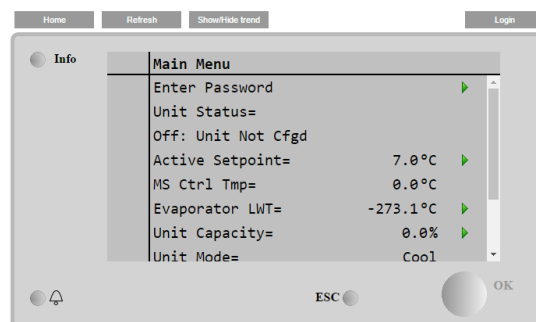 Home Refresh Show/Hide trend Login
Info
Main Menu
Enter Password
Unit Status=
Off: Unit Not Cfgd
Active Setpoint= 7.0°C
MS Ctrl Tmp= 0.0°C
Evaporator LWT= -273.1°C
Unit Capacity= 0.0%
Unit Mode= Cool
ESC OK